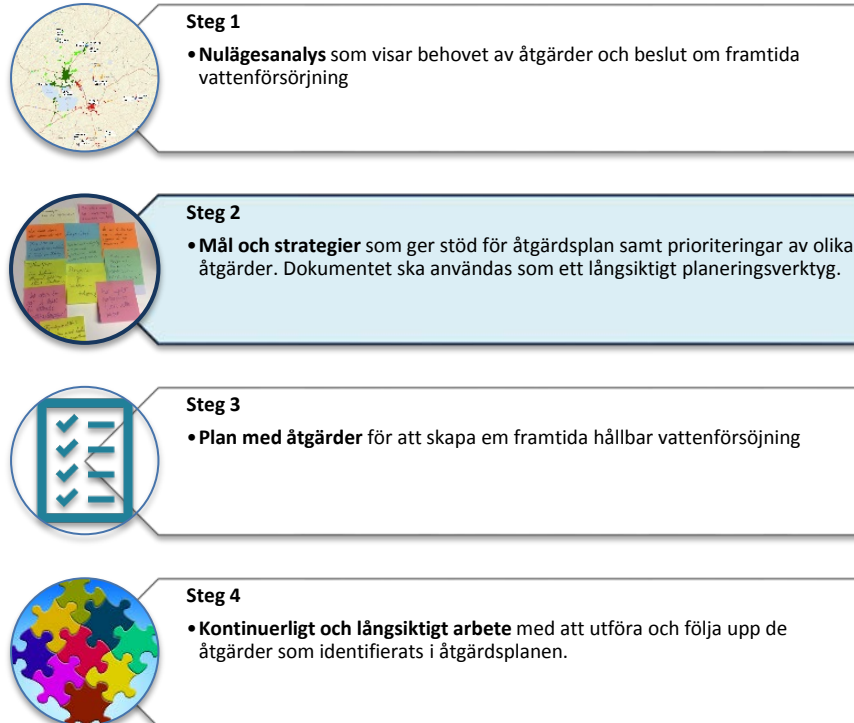 Steg 1
•Nulägesanalys som visar behovet av åtgärder och beslut om framtida
vattenförsörjning
Steg 2
•Mål och strategier som ger stöd för åtgärdsplan samt prioriteringar av olika
åtgärder. Dokumentet ska användas som ett långsiktigt planeringsverktyg.
Steg 3
•Plan med åtgärder för att skapa em framtida hållbar vattenförsöjning
Steg 4
•Kontinuerligt och långsiktigt arbete med att utföra och följa upp de
åtgärder som identifierats i åtgärdsplanen.